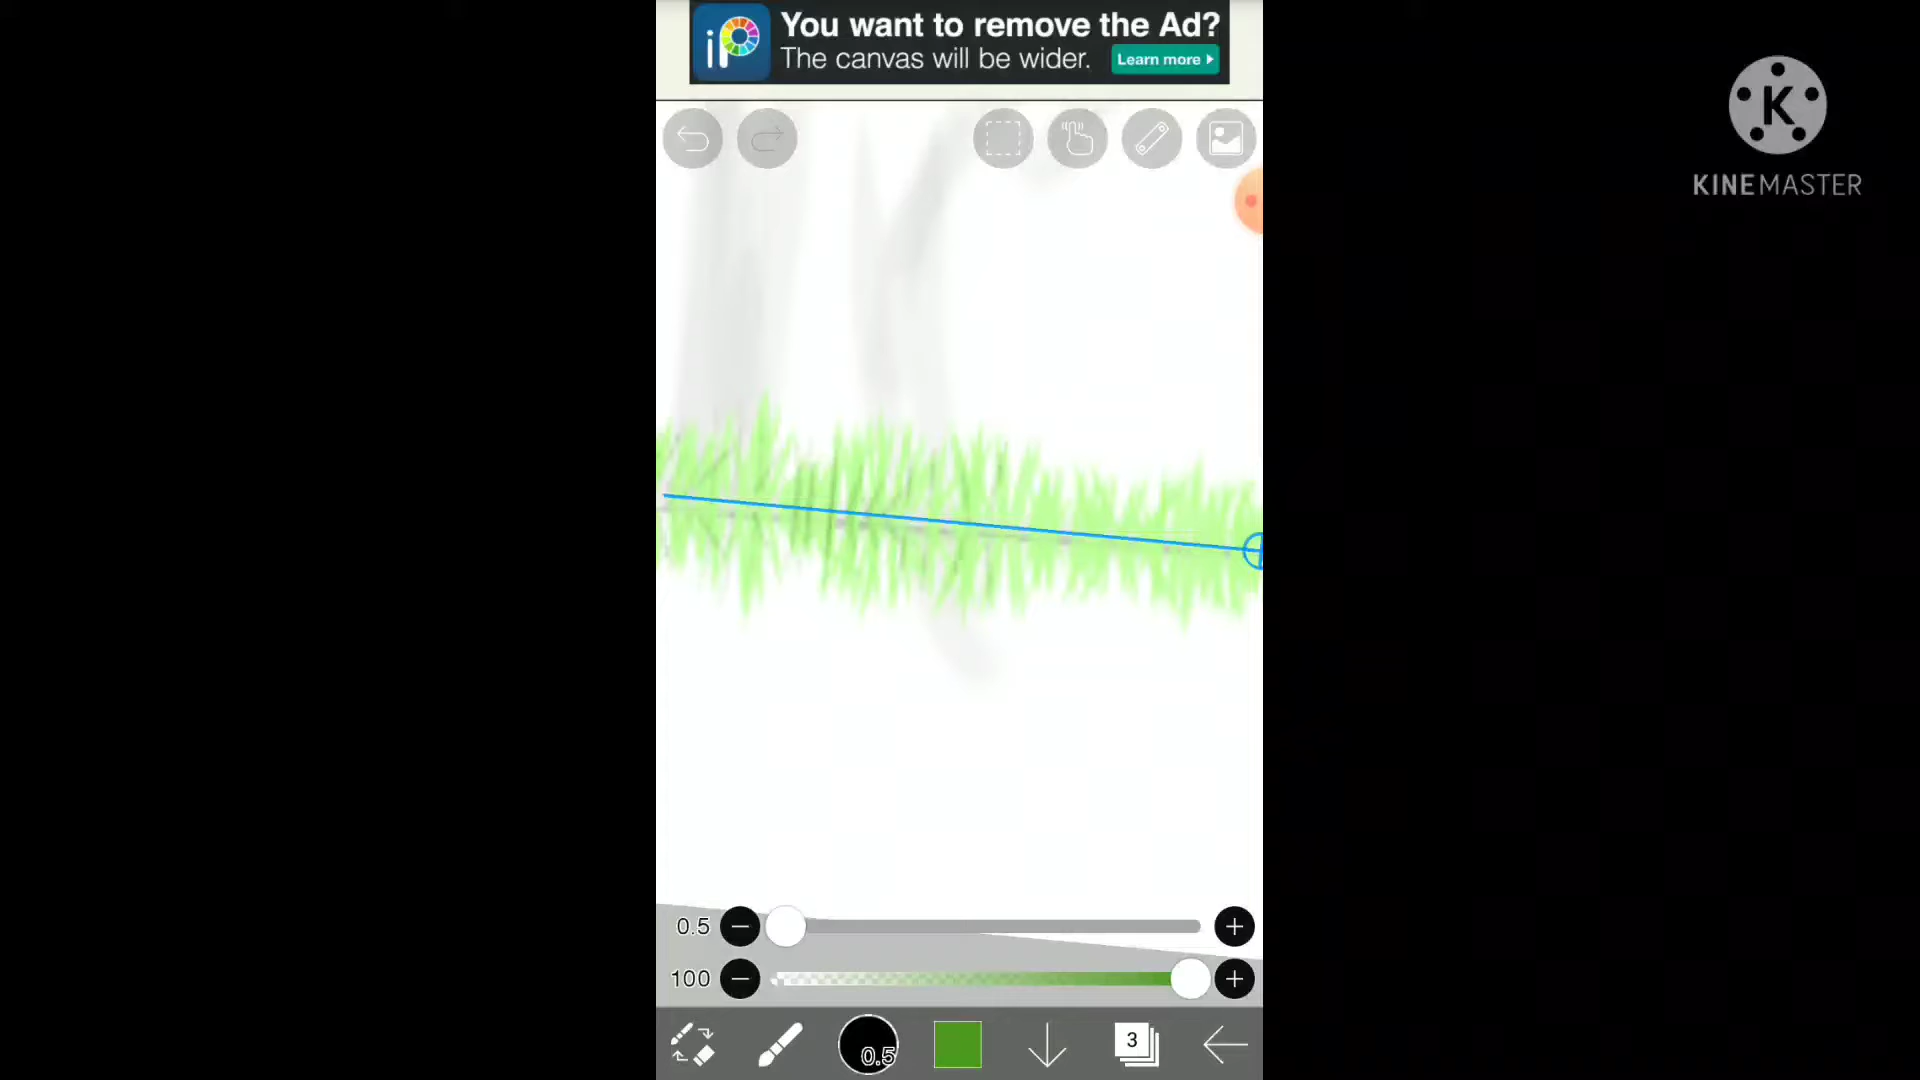 iP
You want to remove the Ad?
The canvas will be wider.
Learn more
K
KINEMASTER
0.5
100
0.5
3